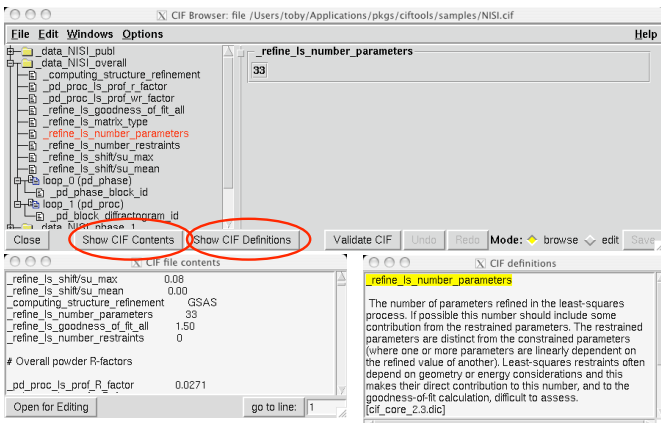 CIF Browser: file /Users/toby/Applications/pkgs/ciftools/samples/NISI.cif
File Edit Windows Options Help
_data_NISI_publ
_data_NISI_overall
_computing_structure_refinement
_pd_proc_ls_prof_r_factor
_pd_proc_ls_prof_wr_factor
_refine_ls_goodness_of_fit_all
_refine_ls_matrix_type
_refine_ls_number_parameters
_refine_ls_number_restraints
_refine_ls_shift/su_max
_refine_ls_shift/su_mean
loop_0 (pd_phase)
_pd_phase_block_id
loop_1 (pd_proc)
_pd_block_diffractogram_id
_data_NISI_phase_1
_refine_ls_number_parameters
33
Close Show CIF Contents Show CIF Definitions Validate CIF Undo Redo Mode: browse edit Save
CIF file contents
_refine_ls_shift/su_max 0.08
_refine_ls_shift/su_mean 0.00
_computing_structure_refinement GSAS
_refine_ls_number_parameters 33
_refine_ls_goodness_of_fit_all 1.50
_refine_ls_number_restraints 0
# Overall powder R-factors
_pd_proc_ls_prof_R_factor 0.0271
Open for Editing go to line: 1
CIF definitions
_refine_ls_number_parameters
The number of parameters refined in the least-squares
process. If possible this number should include some
contribution from the restrained parameters. The restrained
parameters are distinct from the constrained parameters
(where one or more parameters are linearly dependent on
the refined value of another). Least-squares restraints often
depend on geometry or energy considerations and this
makes their direct contribution to this number, and to the
goodness-of-fit calculation, difficult to assess.
[cif_core_2.3.dic]